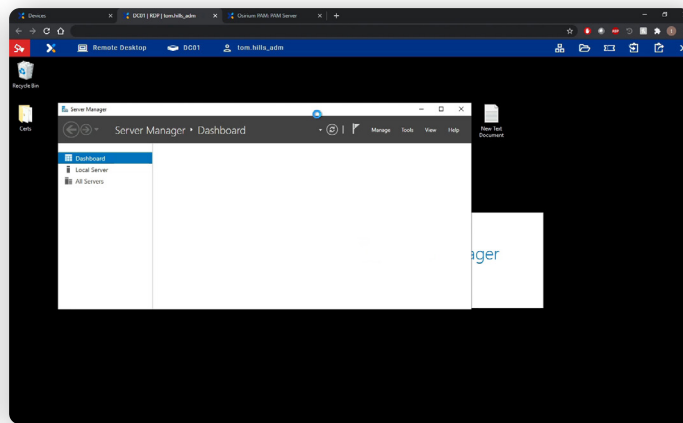 Devices
DC01 | RDP | tom.hills_adm
Osirium PAM: PAM Server
Remote Desktop
DC01
tom.hills_adm
Recycle Bin
Certs
Server Manager
Server Manager • Dashboard
Manage
Tools
View
Help
New Text
Document
Dashboard
Local Server
All Servers
ager